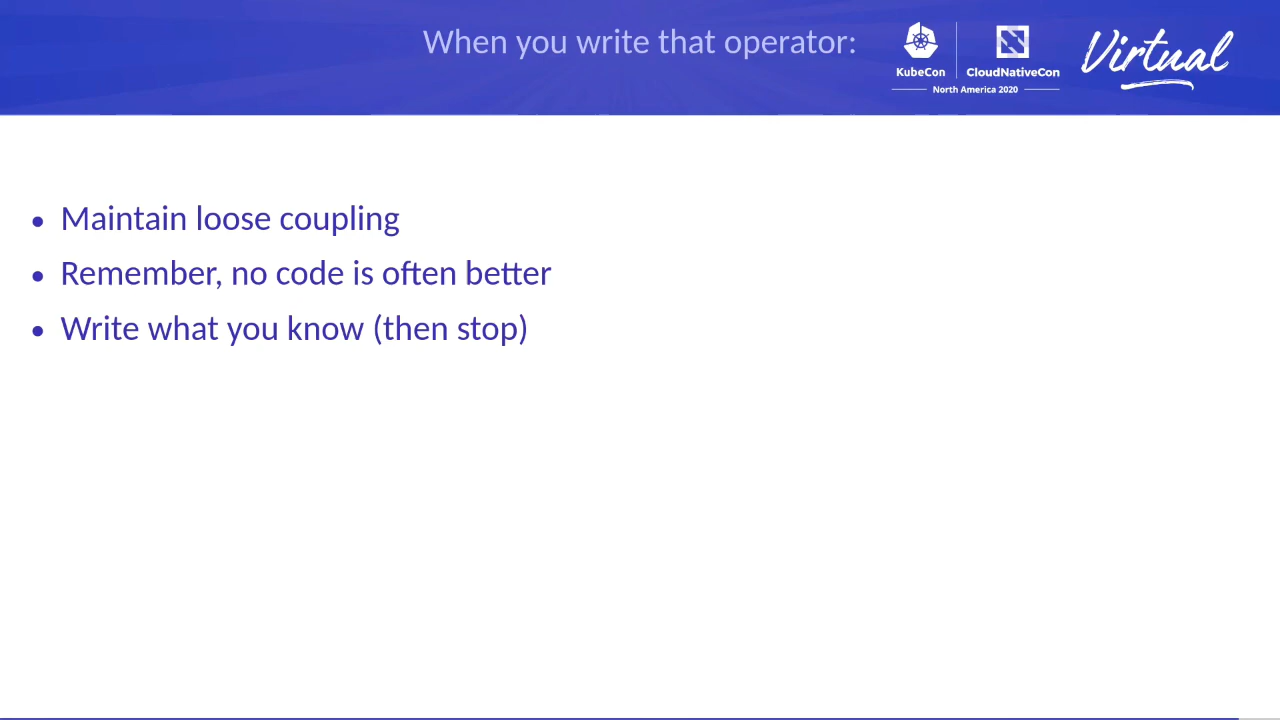 When you write that operator:
KubeCon
CloudNativeCon
North America 2020
Virtual
• Maintain loose coupling
• Remember, no code is often better
• Write what you know (then stop)